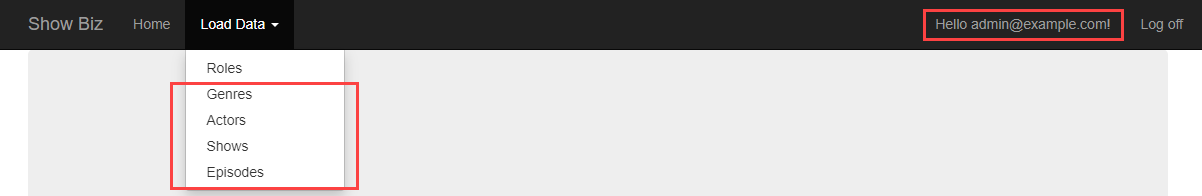 Show Biz Home Load Data Hello admin@example.com! Log off
Roles
Genres
Actors
Shows
Episodes